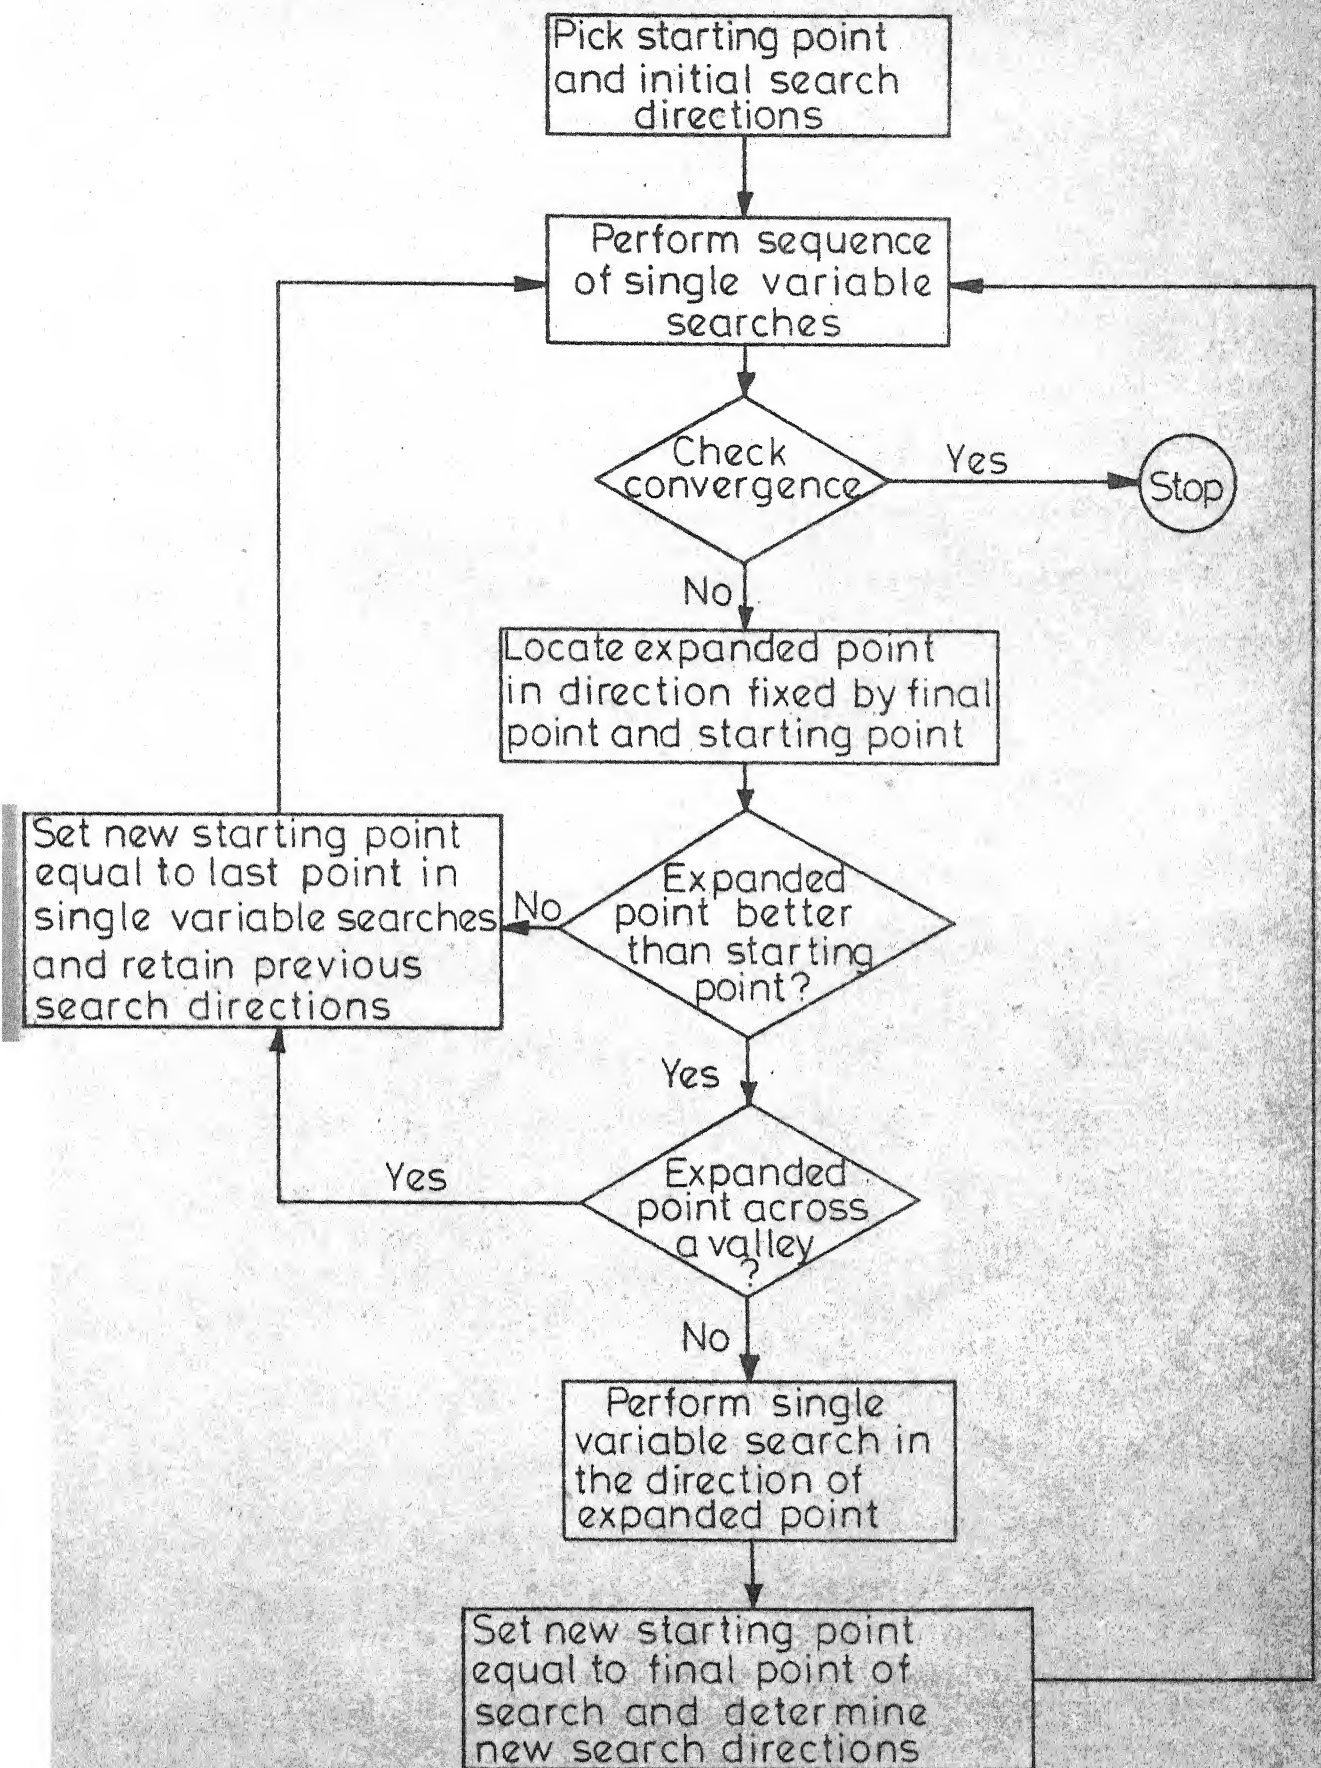 Pick starting point
and initial search
directions
Perform sequence
of single variable
searches
Check
convergence
Yes
Stop
No
Locate expanded point
in direction fixed by final
point and starting point
Set new starting point
equal to last point in
single variable searches
and retain previous
search directions
No
Expanded
point better
than starting
point?
Yes
Yes
Expanded
point across
a valley
?
No
Perform single
variable search in
the direction of
expanded point
Set new starting point
equal to final point of
search and determine
new search directions